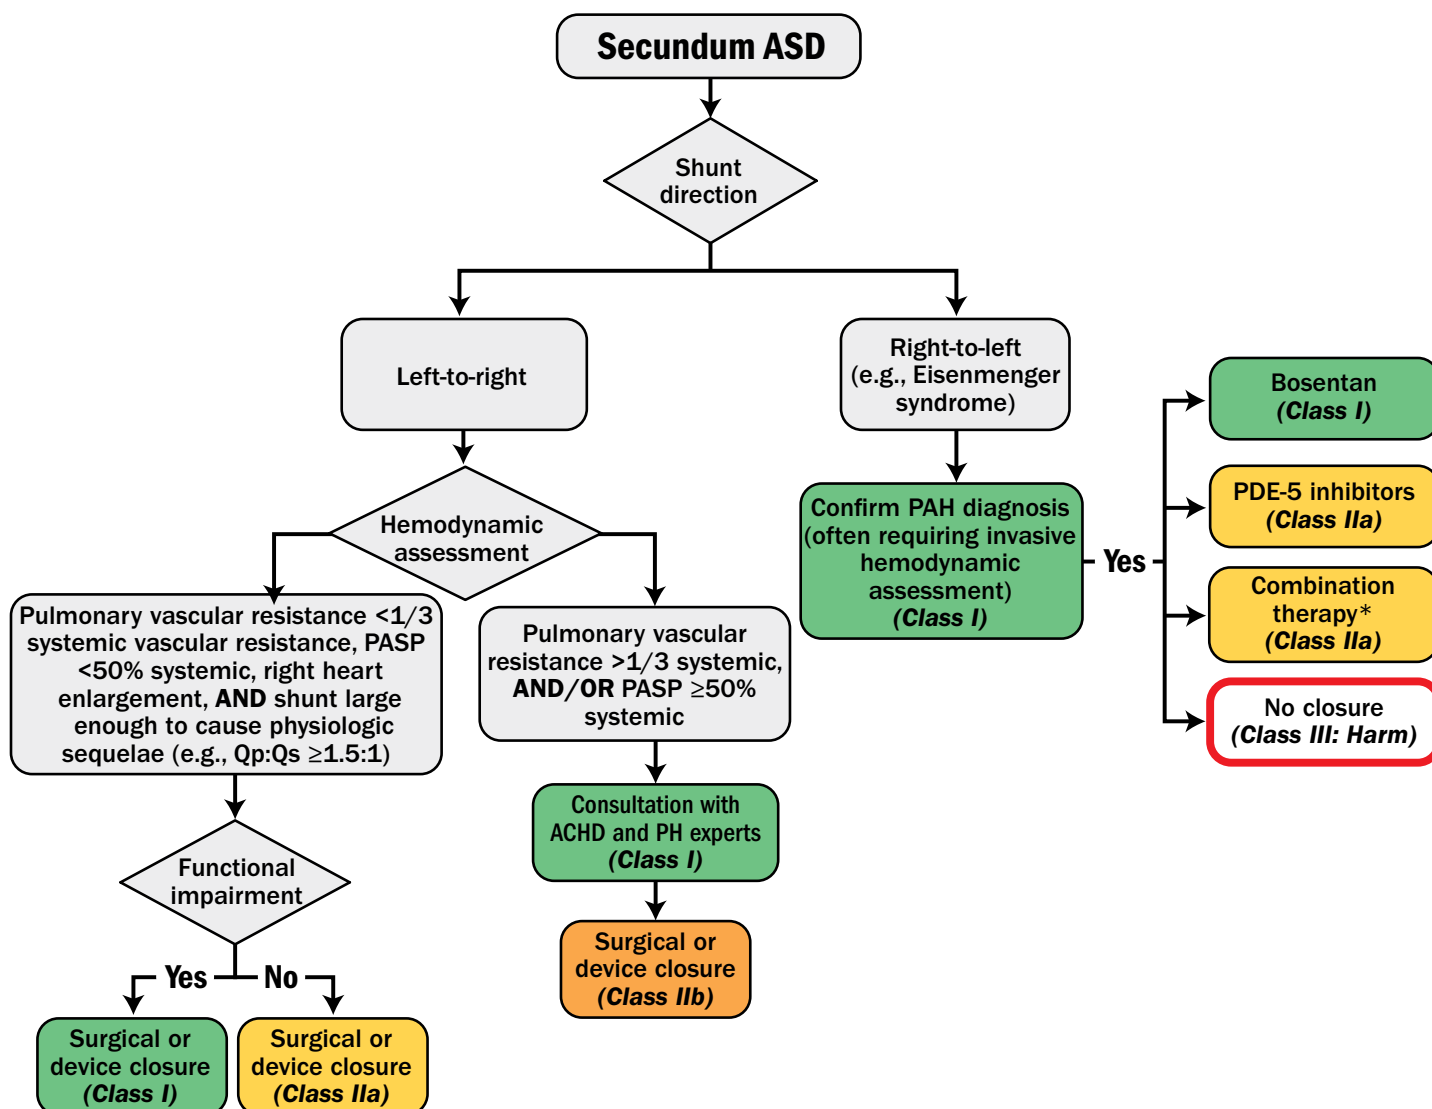 Secundum ASD
Shunt
direction
Left-to-right
Right-to-left
(e.g., Eisenmenger
syndrome)
Hemodynamic
assessment
Pulmonary vascular resistance <1/3
systemic vascular resistance, PASP
<50% systemic, right heart
enlargement, AND shunt large
enough to cause physiologic
sequelae (e.g., Qp:Qs ≥1.5:1)
Functional
impairment
Yes
No
Surgical or
device closure
(Class I)
Surgical or
device closure
(Class IIa)
Pulmonary vascular
resistance >1/3 systemic,
AND/OR PASP ≥50%
systemic
Consultation with
ACHD and PH experts
(Class I)
Surgical or
device closure
(Class IIb)
Confirm PAH diagnosis
(often requiring invasive
hemodynamic
assessment)
(Class I)
Yes
Bosentan
(Class I)
PDE-5 inhibitors
(Class IIa)
Combination
therapy*
(Class IIa)
No closure
(Class III: Harm)